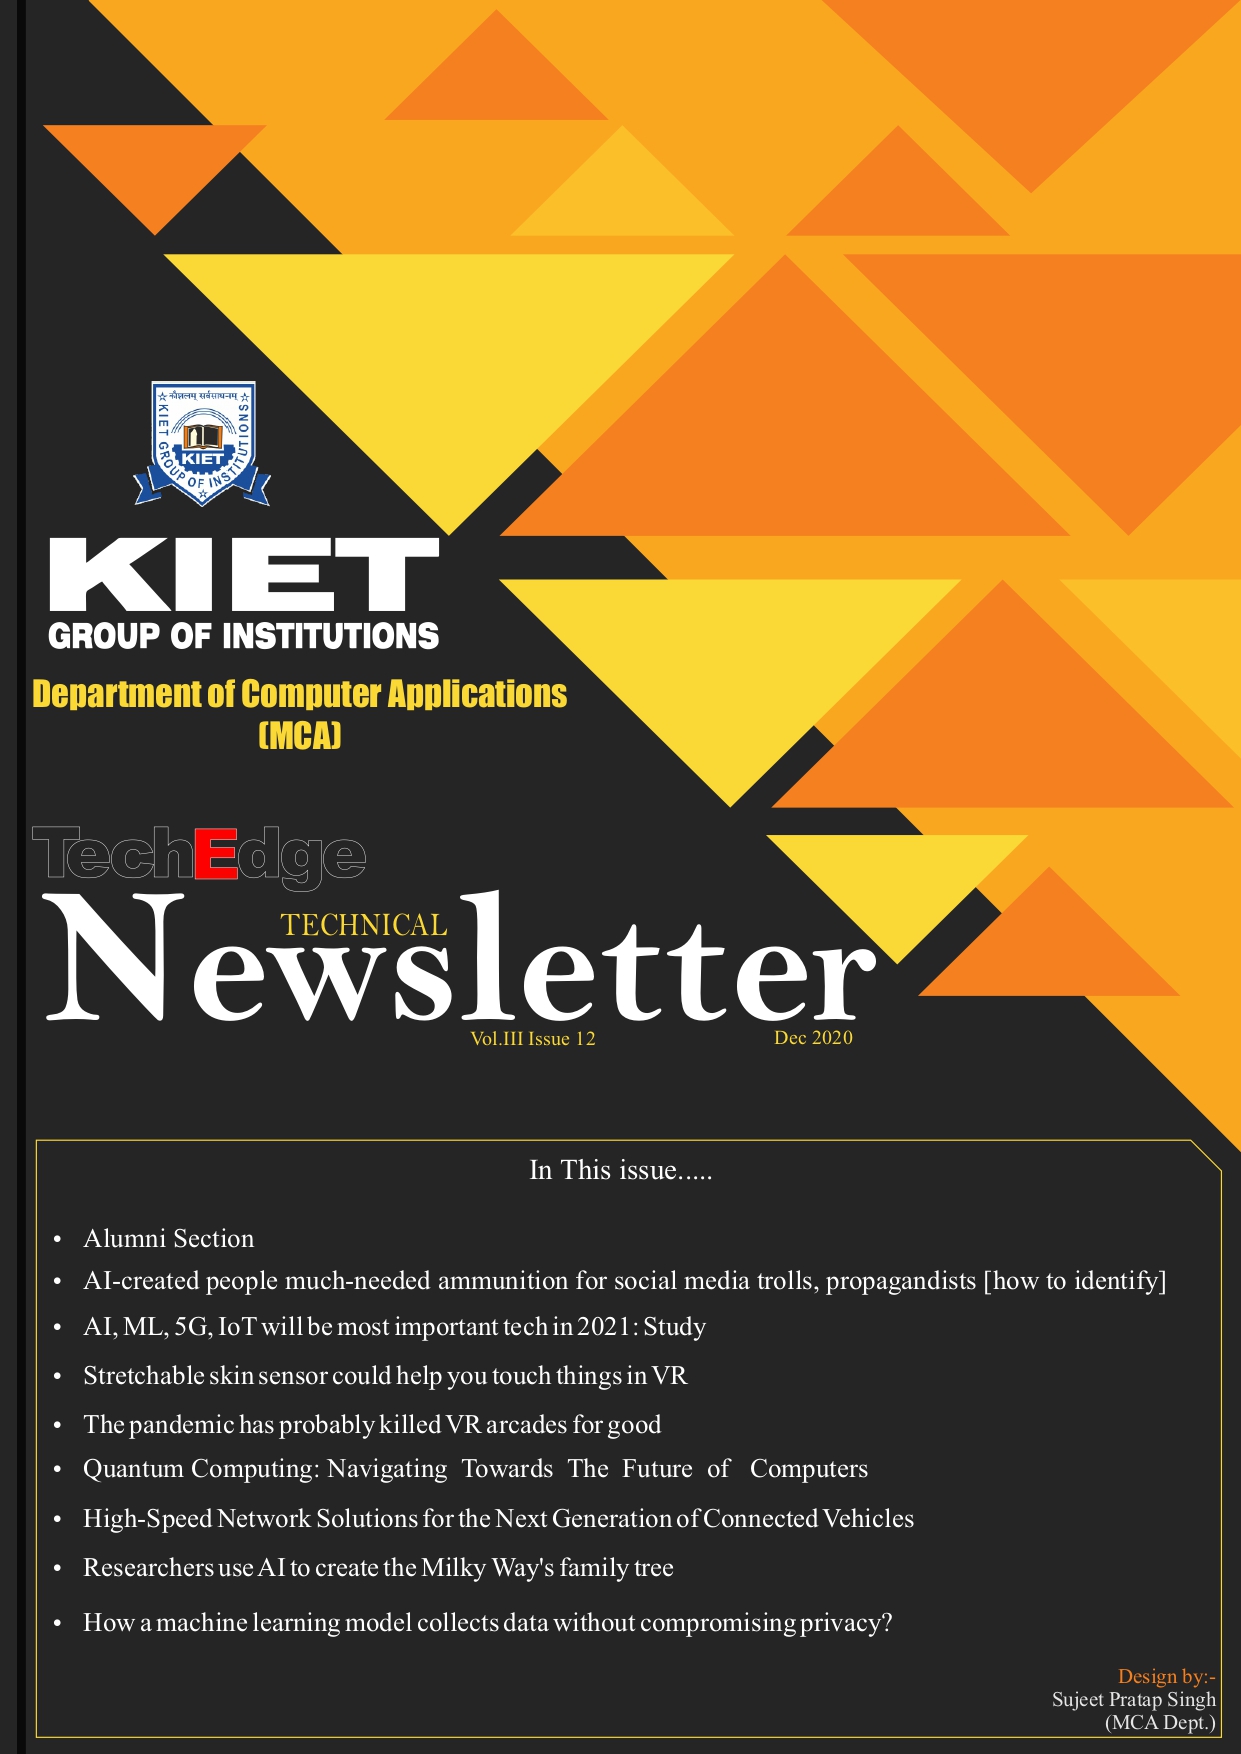 कौशलम् सर्वसाधनम्
KIET GROUP OF INSTITUTIONS
KIET
KIET
GROUP OF INSTITUTIONS
Department of Computer Applications
(MCA)
TechEdge
TECHNICAL
Newsletter
Vol.III Issue 12 Dec 2020
In This issue.....
• Alumni Section
• AI-created people much-needed ammunition for social media trolls, propagandists [how to identify]
• AI, ML, 5G, IoT will be most important tech in 2021: Study
• Stretchable skin sensor could help you touch things in VR
• The pandemic has probably killed VR arcades for good
• Quantum Computing: Navigating Towards The Future of Computers
• High-Speed Network Solutions for the Next Generation of Connected Vehicles
• Researchers use AI to create the Milky Way's family tree
• How a machine learning model collects data without compromising privacy?
Design by:-
Sujeet Pratap Singh
(MCA Dept.)